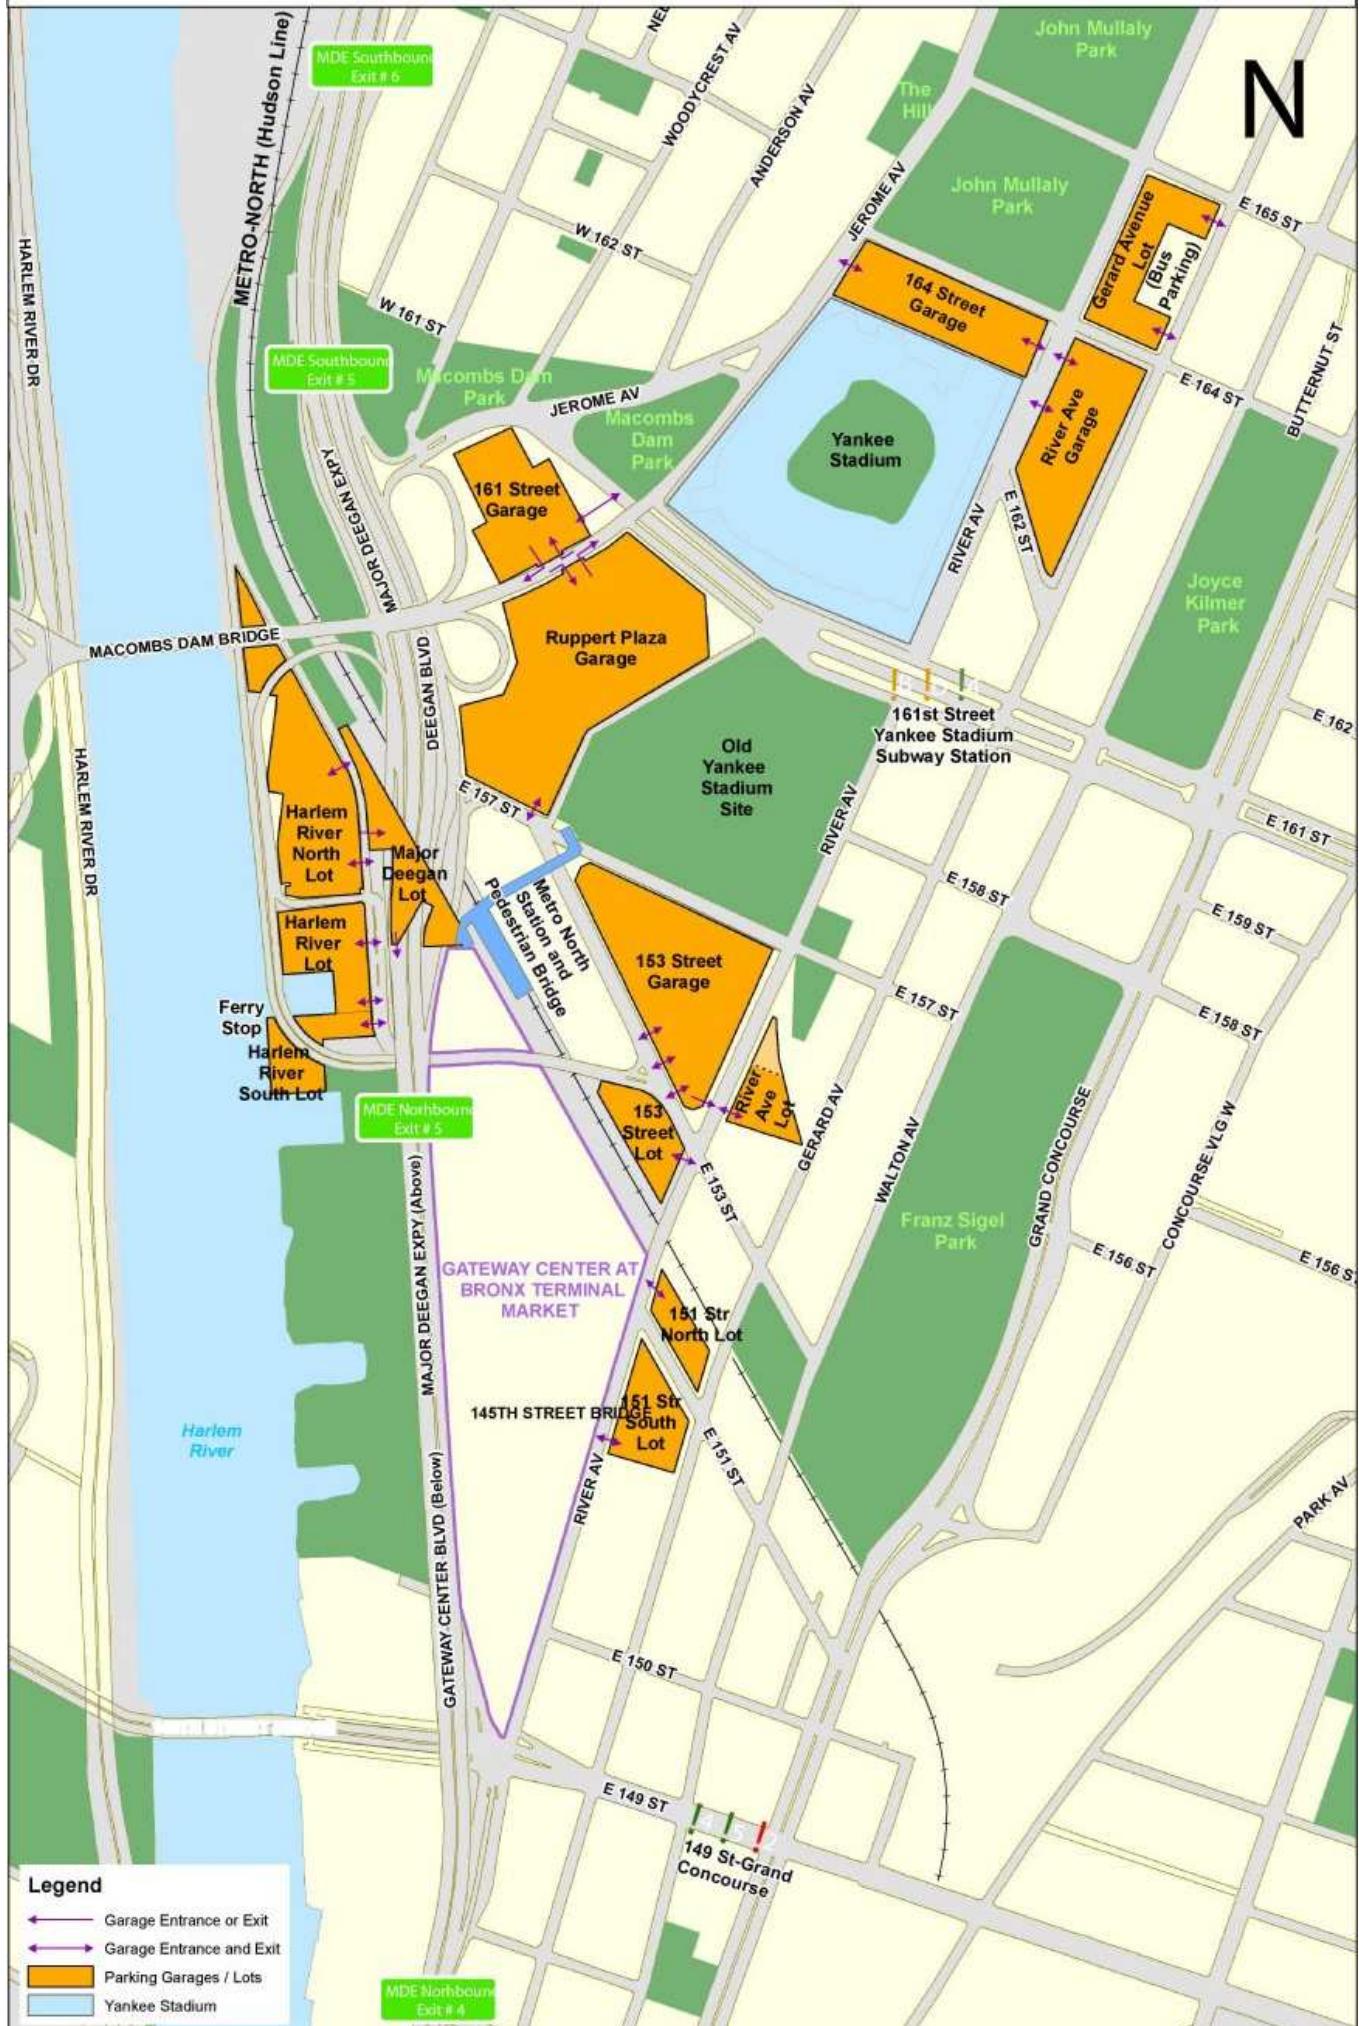 NEL
WOODYCREST AV
ANDERSON AV
John Mullaly
Park
N
METRO-NORTH (Hudson Line)
MDE Southboun
Exit # 6
The
Hill
John Mullaly
Park
JEROME AV
E 165 ST
HARLEM RIVER DR
W 162 ST
Gerard Avenue
Lot
(Bus
Parking)
W 161 ST
164 Street
Garage
MDE Southboun
Exit # 5
Macombs Dam
Park
JEROME AV
Macombs
Dam
Park
Yankee
Stadium
River Ave
Garage
E 164 ST
BUTTERNUT ST
MAJOR DEEGAN EXPY
161 Street
Garage
E 162 ST
RIVER AV
Joyce
Kilmer
Park
MACOMBS DAM BRIDGE
DEEGAN BLVD
Ruppert Plaza
Garage
161st Street
Yankee Stadium
Subway Station
E 162
HARLEM RIVER DR
Old
Yankee
Stadium
Site
E 157 ST
RIVER AV
E 161 ST
Harlem
River
North
Lot
Major
Deegan
Lot
Metro North
Station and
Pedestrian Bridge
E 158 ST
E 159 ST
Harlem
River
Lot
153 Street
Garage
E 157 ST
E 158 ST
Ferry
Stop
Harlem
River
South Lot
River
Ave
Lot
MDE Norhboun
Exit # 5
153
Street
Lot
GERARD AV
WALTON AV
GRAND CONCOURSE
CONCOURSE VLG W
E 153 ST
Franz Sigel
Park
E 156 ST
E 156 S
MAJOR DEEGAN EXPY (Above)
GATEWAY CENTER AT
BRONX TERMINAL
MARKET
151 Str
North Lot
145TH STREET BRIDGE
151 Str
South
Lot
Harlem
River
E 151 ST
RIVER AV
GATEWAY CENTER BLVD (Below)
PARK AV
E 150 ST
E 149 ST
4
5
2
149 St-Grand
Concourse
Legend
Garage Entrance or Exit
Garage Entrance and Exit
Parking Garages / Lots
Yankee Stadium
MDE Norhboun
Exit # 4